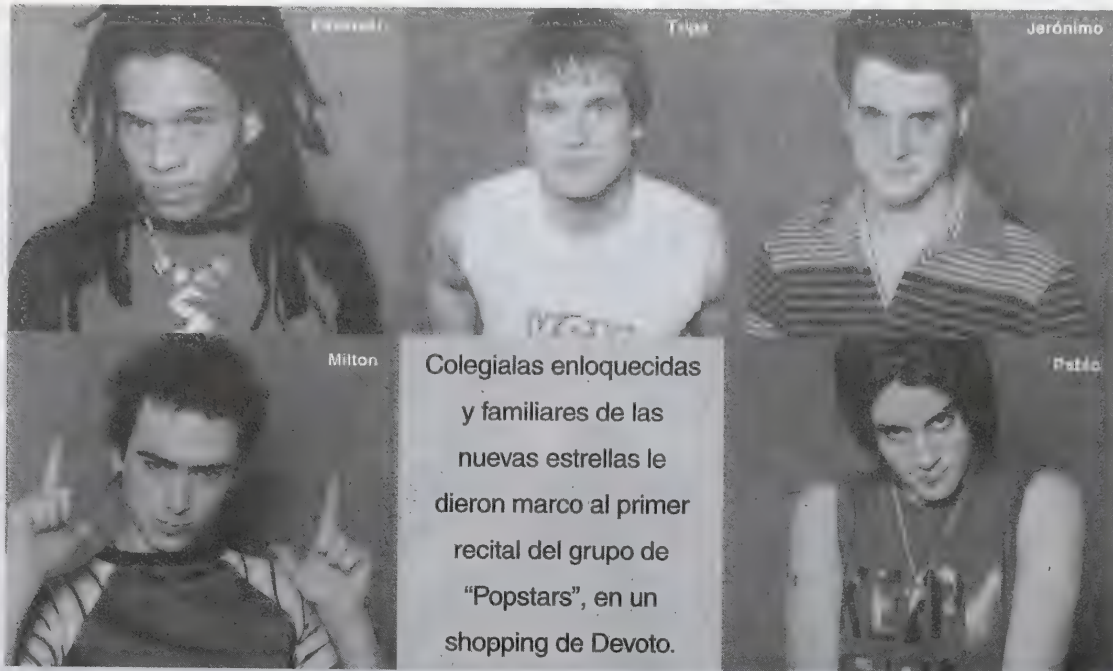 Jerónimo
Milton
Colegialas enloquecidas
y familiares de las
nuevas estrellas le
dieron marco al primer
recital del grupo de
“Popstars”, en un
shopping de Devoto.
Pablo